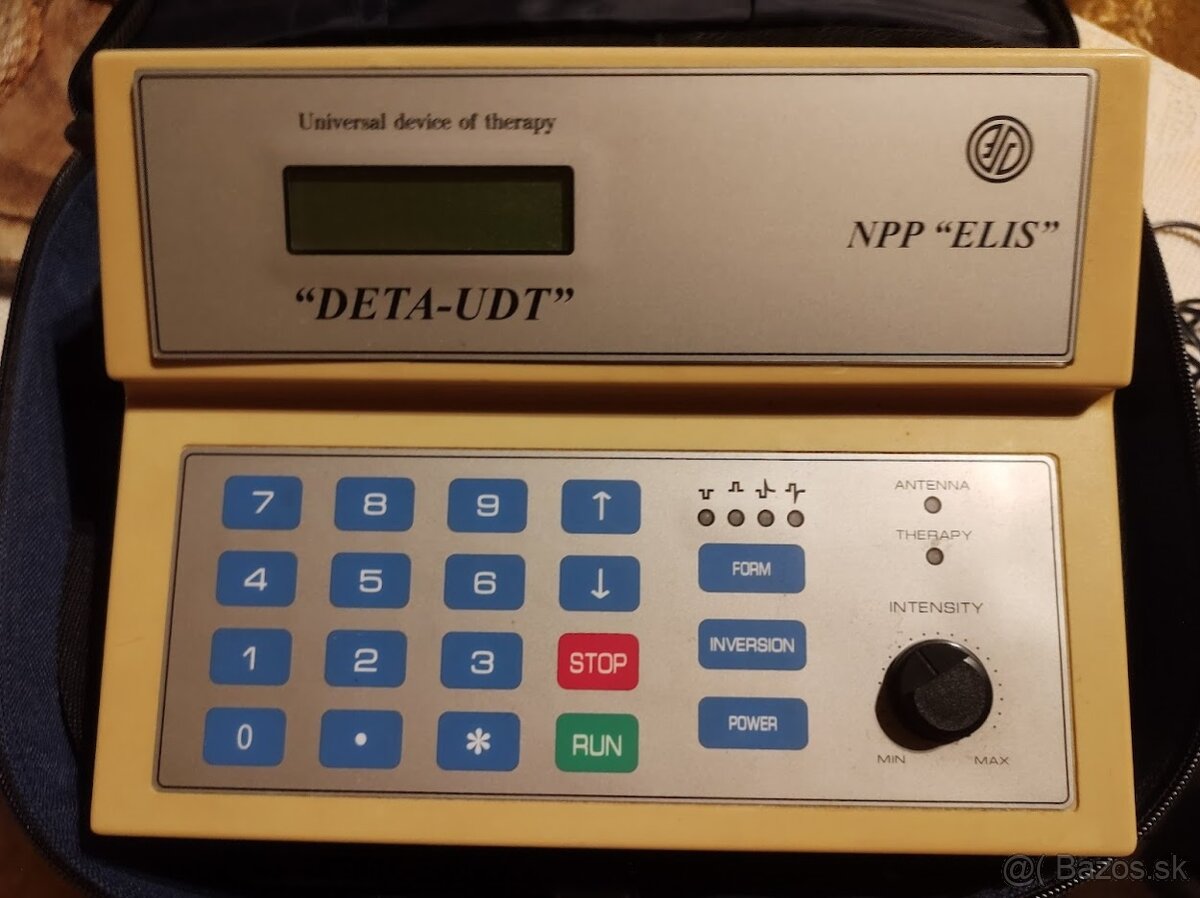 Universal device of therapy
NPP “ELIS”
“DETA-UDT”
7 8 9 ↑
4 5 6 ↓
1 2 3 STOP
0 • * RUN
FORM
INVERSION
POWER
ANTENNA
THERAPY
INTENSITY
MIN MAX
@( Bazos.sk